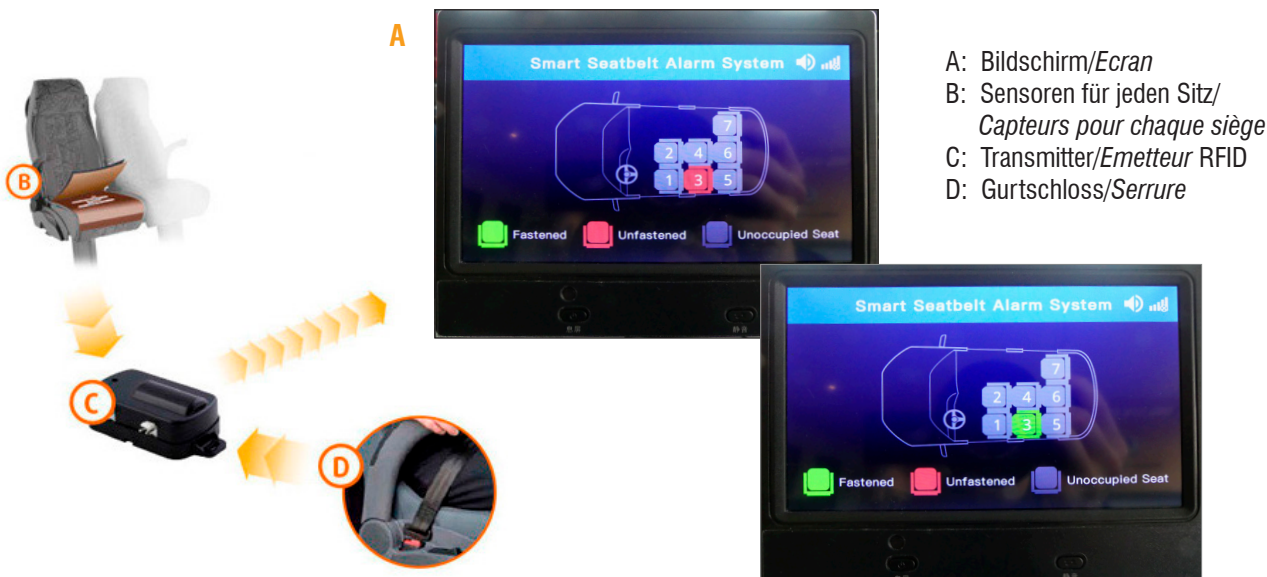 A
Smart Seatbelt Alarm System
7
2 4 6
1 3 5
Fastened Unfastened Unoccupied Seat
静音
A: Bildschirm/Ecran
B: Sensoren für jeden Sitz/
Capteurs pour chaque siège
C: Transmitter/Emetteur RFID
D: Gurtschloss/Serrure
B
C
D
Smart Seatbelt Alarm System
7
2 4 6
1 3 5
Fastened Unfastened Unoccupied Seat